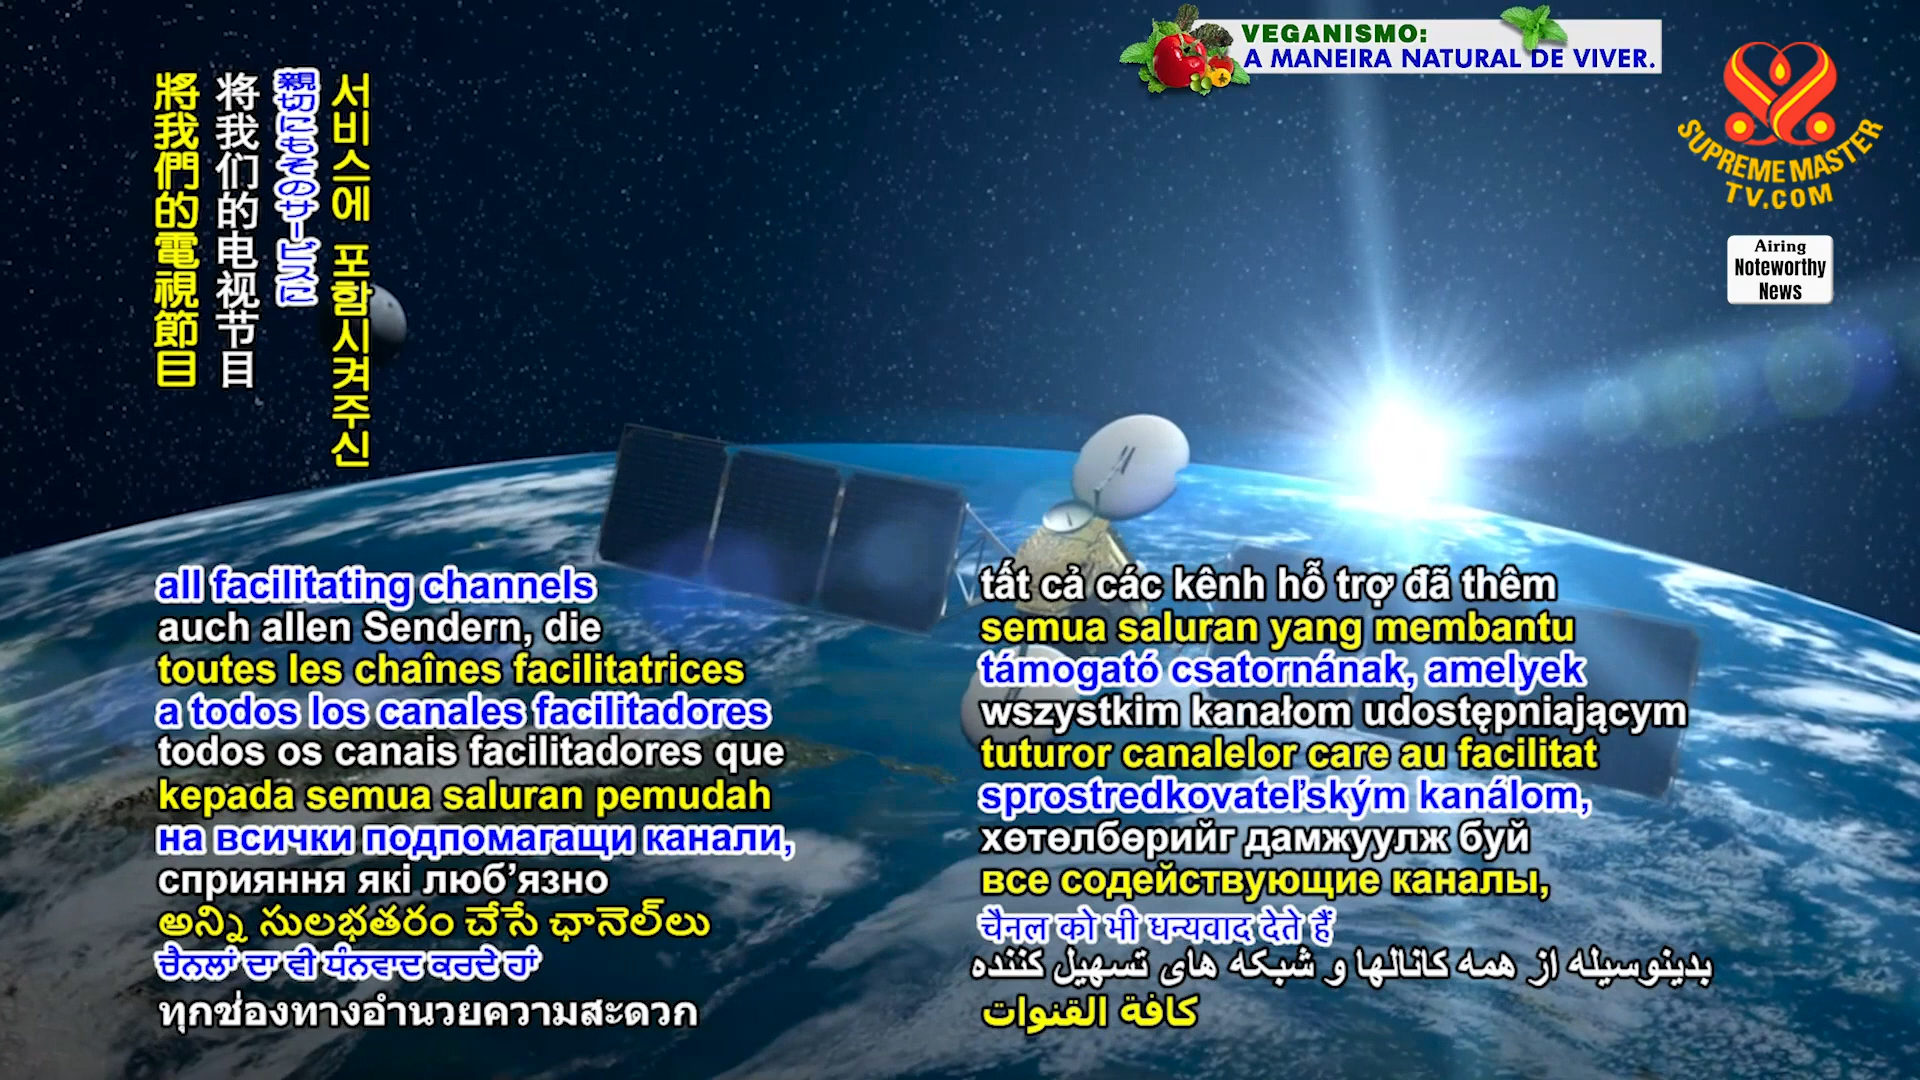 VEGANISMO:
A MANEIRA NATURAL DE VIVER.
SUPREME MASTER
TV.COM
Airing
Noteworthy
News
將我們的電視節目
将我们的电视节目
親切にもそのサービスに
서비스에 포함시켜주신
all facilitating channels
auch allen Sendern, die
toutes les chaînes facilitatrices
a todos los canales facilitadores
todos os canais facilitadores que
kepada semua saluran pemudah
на всички подпомагащи канали,
сприяння які люб’язно
అన్ని సులభతరం చేసే ఛానెల్‌లు
ਚੈਨਲਾਂ ਦਾ ਵੀ ਧੰਨਵਾਦ ਕਰਦੇ ਹਾਂ
ทุกช่องทางอำนวยความสะดวก
tất cả các kênh hỗ trợ đã thêm
semua saluran yang membantu
támogató csatornának, amelyek
wszystkim kanałom udostępniającym
tuturor canalelor care au facilitat
sprostredkovateľským kanálom,
хөтөлбөрийг дамжуулж буй
все содействующие каналы,
चैनल को भी धन्यवाद देते हैं
بدینوسیله از همه کانالها و شبکه های تسهیل کننده
كافة القنوات